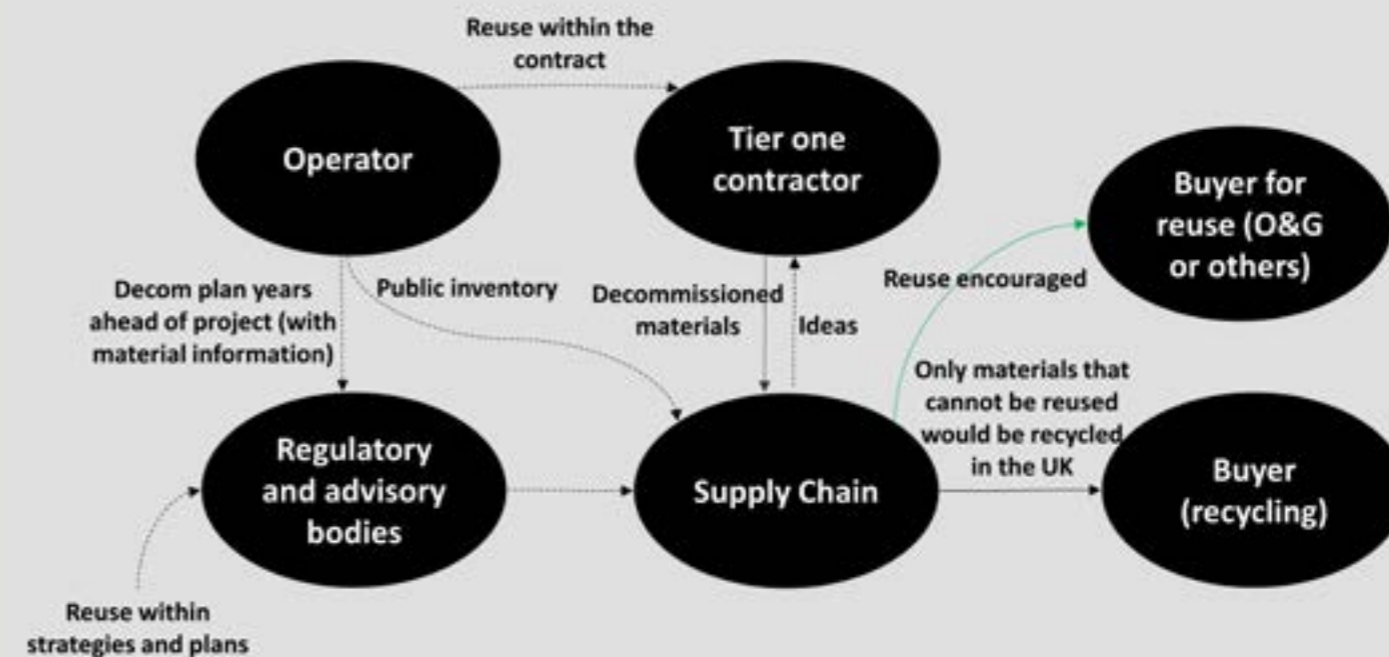 Reuse within the
contract
Operator
Tier one
contractor
Buyer for
reuse (O&G
or others)
Decom plan years
ahead of project (with
material information)
Public inventory
Decommissioned
materials
Ideas
Reuse encouraged
Only materials that
cannot be reused
would be recycled
in the UK
Regulatory
and advisory
bodies
Supply Chain
Buyer
(recycling)
Reuse within
strategies and plans